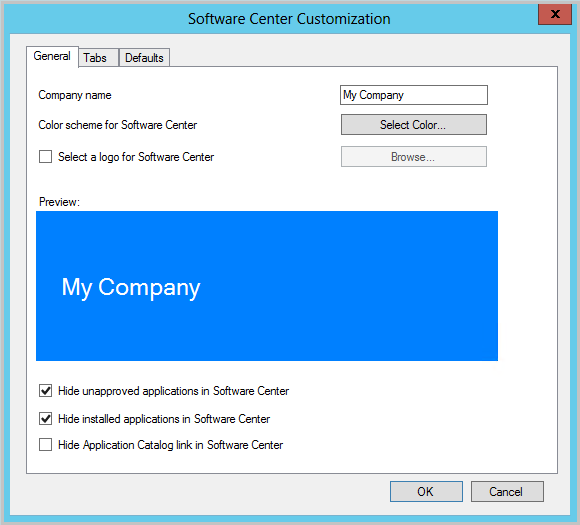 Software Center Customization
x
General
Tabs
Defaults
Company name
My Company
Color scheme for Software Center
Select Color...
Select a logo for Software Center
Browse...
Preview:
My Company
Hide unapproved applications in Software Center
Hide installed applications in Software Center
Hide Application Catalog link in Software Center
OK
Cancel